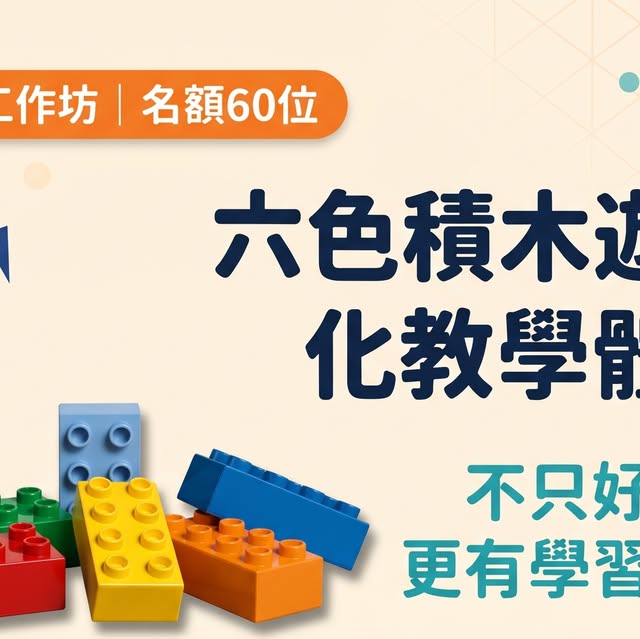 工作坊｜名額60位
六色積木遊
化教學體
不只好
更有學習